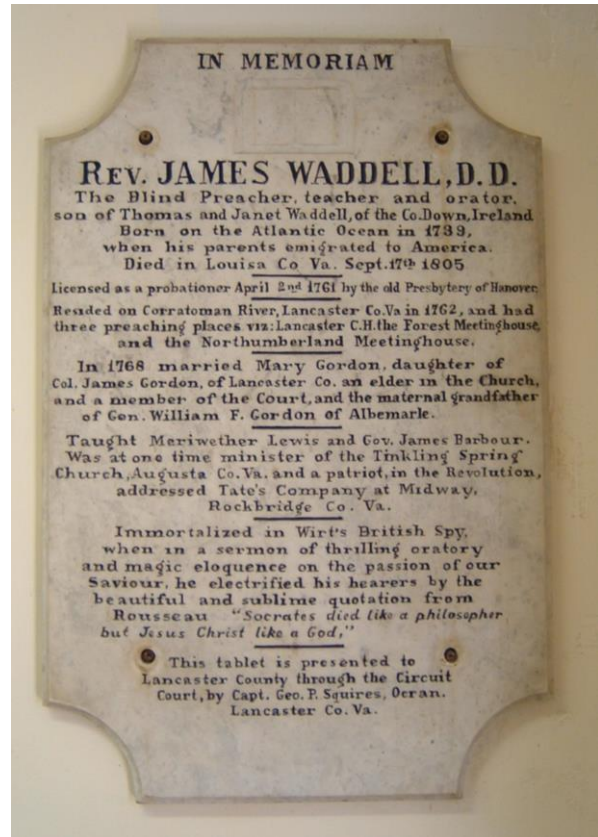 IN MEMORIAM
REV. JAMES WADDELL, D.D.
The Blind Preacher, teacher and orator,
son of Thomas and Janet Waddell, of the Co. Down, Ireland
Born on the Atlantic Ocean in 1739,
when his parents emigrated to America.
Died in Louisa Co Va. Sept. 17th 1805
Licensed as a probationer April 2nd 1761 by the old Presbytery of Hanover.
Resided on Corratoman River, Lancaster Co. Va in 1762, and had
three preaching places viz: Lancaster C.H. the Forest Meetinghouse,
and the Northumberland Meetinghouse.
In 1768 married Mary Gordon, daughter of
Col. James Gordon, of Lancaster Co. an elder in the Church,
and a member of the Court, and the maternal grandfather
of Gen. William F. Gordon of Albemarle.
Taught Meriwether Lewis and Gov. James Barbour.
Was at one time minister of the Tinkling Spring
Church, Augusta Co. Va. and a patriot, in the Revolution,
addressed Tate's Company at Midway,
Rockbridge Co. Va.
Immortalized in Wirt's British Spy,
when in a sermon of thrilling oratory
and magic eloquence on the passion of our
Saviour, he electrified his hearers by the
beautiful and sublime quotation from
Rousseau "Socrates died like a philosopher
but Jesus Christ like a God,"
This tablet is presented to
Lancaster County through the Circuit
Court, by Capt. Geo. P. Squires, Ocran.
Lancaster Co. Va.